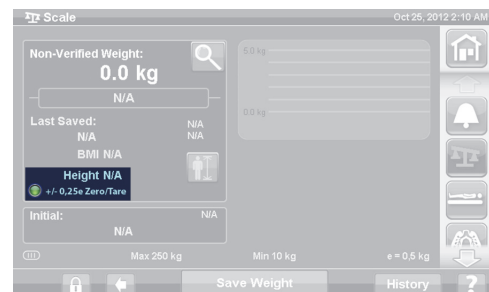 Scale
Oct 25, 2012 2:10 AM
Non-Verified Weight:
0.0 kg
N/A
Last Saved:
N/A
N/A
N/A
BMI N/A
Height N/A
+/- 0,25e Zero/Tare
Initial:
N/A
N/A
5.0 kg
0.0 kg
Max 250 kg
Min 10 kg
e = 0,5 kg
Save Weight
History
?